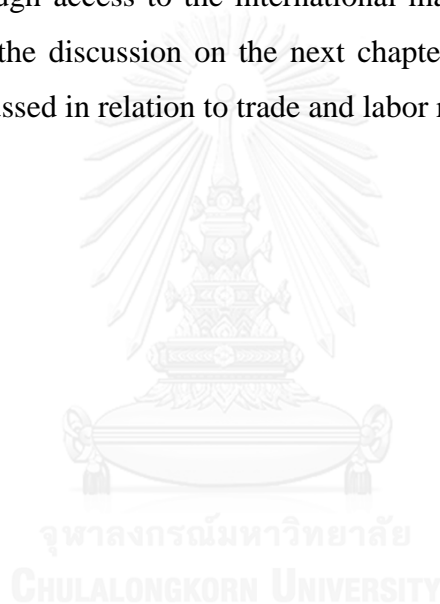 ugh access to the international ma
the discussion on the next chapte
ssed in relation to trade and labor
จุฬาลงกรณ์มหาวิทยาลัย
CHULALONGKORN UNIVERSITY